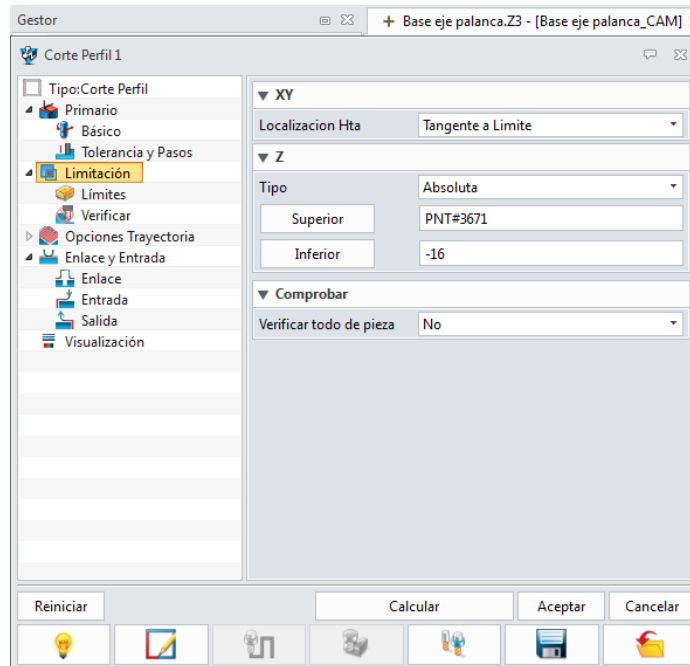 Gestor
+ Base eje palanca.Z3 - [Base eje palanca_CAM]
Corte Perfil 1
Tipo:Corte Perfil
Primario
Básico
Tolerancia y Pasos
Limitación
Límites
Verificar
Opciones Trayectoria
Enlace y Entrada
Enlace
Entrada
Salida
Visualización
XY
Localizacion Hta Tangente a Limite
Z
Tipo Absoluta
Superior PNT#3671
Inferior -16
Comprobar
Verificar todo de pieza No
Reiniciar Calcular Aceptar Cancelar